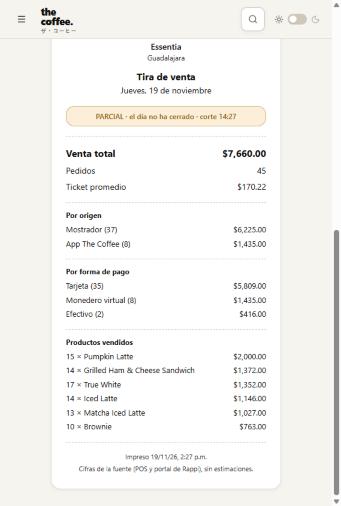 the
coffee.
ザ・コーヒー
Essentia
Guadalajara
Tira de venta
Jueves, 19 de noviembre
PARCIAL · el día no ha cerrado · corte 14:27
Venta total $7,660.00
Pedidos 45
Ticket promedio $170.22
Por origen
Mostrador (37) $6,225.00
App The Coffee (8) $1,435.00
Por forma de pago
Tarjeta (35) $5,809.00
Monedero virtual (8) $1,435.00
Efectivo (2) $416.00
Productos vendidos
15 × Pumpkin Latte $2,000.00
14 × Grilled Ham & Cheese Sandwich $1,372.00
17 × True White $1,352.00
14 × Iced Latte $1,146.00
13 × Matcha Iced Latte $1,027.00
10 × Brownie $763.00
Impreso 19/11/26, 2:27 p.m.
Cifras de la fuente (POS y portal de Rappi), sin estimaciones.